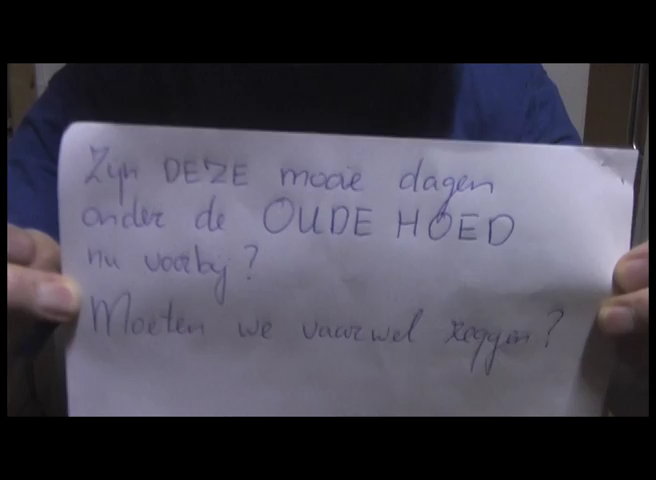 Zijn DEZE mooie dagen
onder de OUDE HOED
nu voorbij?
Moeten we vaarwel zeggen?